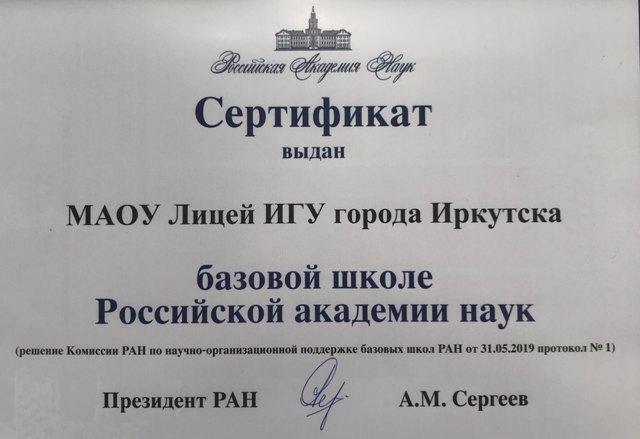 Российская Академия Наук
Сертификат
выдан
МАОУ Лицей ИГУ города Иркутска
базовой школе
Российской академии наук
(решение Комиссии РАН по научно-организационной поддержке базовых школ РАН от 31.05.2019 протокол № 1)
Президент РАН А.М. Сергеев